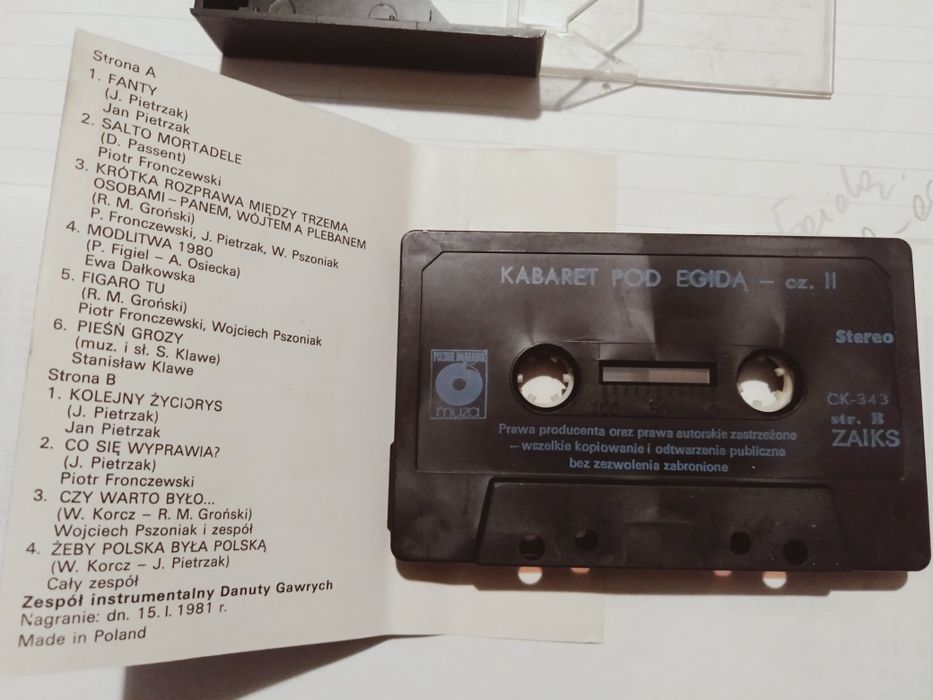 Strona A
1. FANTY
(J. Pietrzak)
Jan Pietrzak
2. SALTO MORTADELE
(D. Passent)
Piotr Fronczewski
3. KRÓTKA ROZPRAWA MIĘDZY TRZEMA
OSOBAMI – PANEM, WÓJTEM A PLEBANEM
(R. M. Groński)
P. Fronczewski, J. Pietrzak, W. Pszoniak
4. MODLITWA 1980
(P. Figiel – A. Osiecka)
Ewa Dałkowska
5. FIGARO TU
(R. M. Groński)
Piotr Fronczewski, Wojciech Pszoniak
6. PIEŚŃ GROZY
(muz. i sł. S. Klawe)
Stanisław Klawe
Strona B
1. KOLEJNY ŻYCIORYS
(J. Pietrzak)
Jan Pietrzak
2. CO SIĘ WYPRAWIA?
(J. Pietrzak)
Piotr Fronczewski
3. CZY WARTO BYŁO...
(W. Korcz – R. M. Groński)
Wojciech Pszoniak i zespół
4. ŻEBY POLSKA BYŁA POLSKĄ
(W. Korcz – J. Pietrzak)
Cały zespół
Zespół instrumentalny Danuty Gawrych
Nagranie: dn. 15. I. 1981 r.
Made in Poland
KABARET POD EGIDĄ – cz. II
Stereo
POLSKIE NAGRANIA
muza
100 50 0
CK-343
str. B
ZAIKS
Prawa producenta oraz prawa autorskie zastrzeżone
– wszelkie kopiowanie i odtwarzenie publiczne
bez zezwolenia zabronione